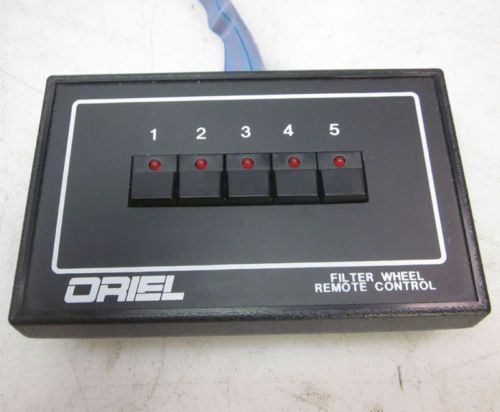 1 2 3 4 5
ORIEL
FILTER WHEEL
REMOTE CONTROL